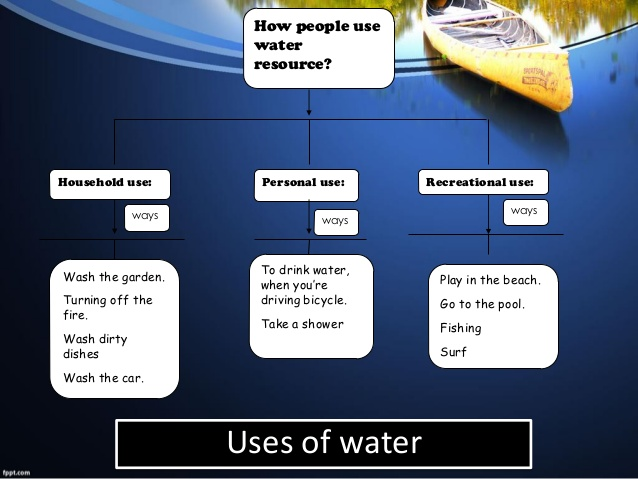 How people use
water
resource?
Household use:
ways
Wash the garden.
Turning off the
fire.
Wash dirty
dishes
Wash the car.
Personal use:
ways
To drink water,
when you’re
driving bicycle.
Take a shower
Recreational use:
ways
Play in the beach.
Go to the pool.
Fishing
Surf
Uses of water
fppt.com